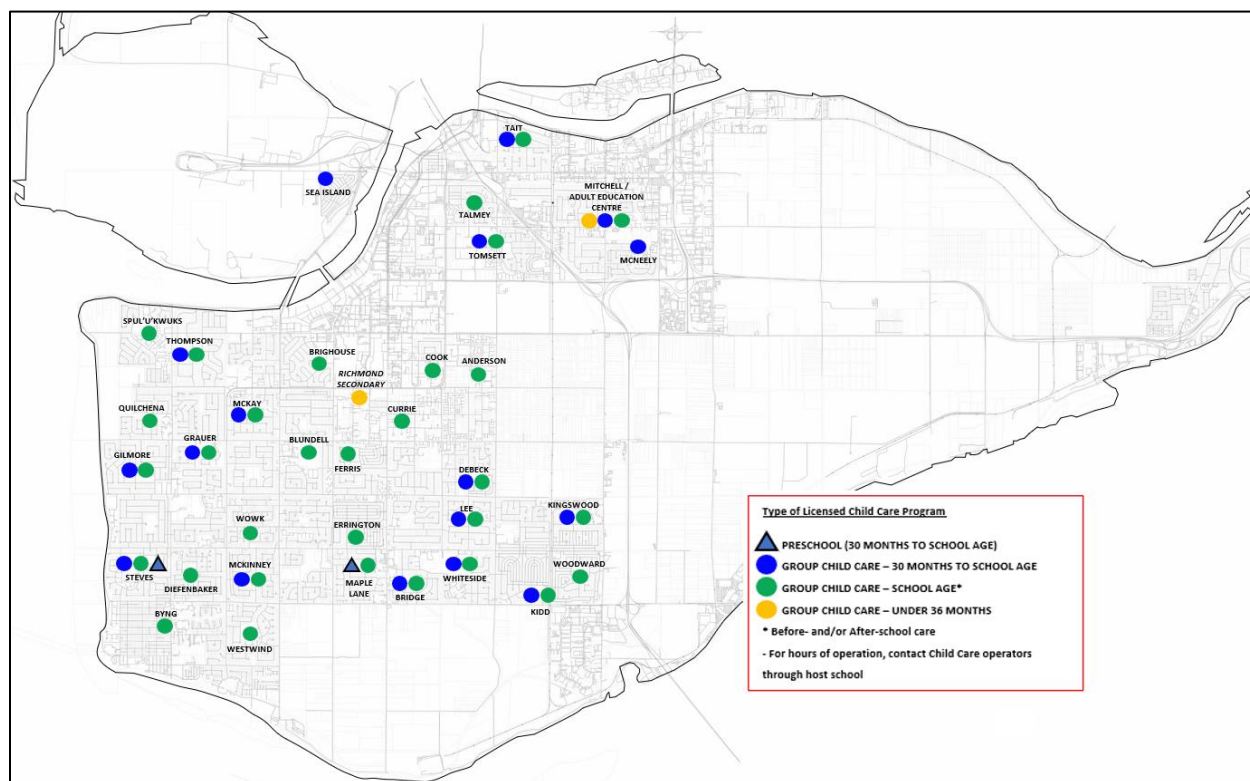 TAIT
SEA ISLAND
MITCHELL /
ADULT EDUCATION
CENTRE
TALMEY
TOMSETT
MCNEELY
SPUL'U'KWUKS
THOMPSON
BRIGHOUSE
COOK
ANDERSON
RICHMOND
SECONDARY
QUILCHENA
MCKAY
CURRIE
GRAUER
BLUNDELL
GILMORE
FERRIS
DEBECK
KINGSWOOD
LEE
WOWK
ERRINGTON
STEVES
DIEFENBAKER
MCKINNEY
MAPLE
LANE
BRIDGE
WHITESIDE
WOODWARD
KIDD
BYNG
WESTWIND
Type of Licensed Child Care Program
PRESCHOOL (30 MONTHS TO SCHOOL AGE)
GROUP CHILD CARE – 30 MONTHS TO SCHOOL AGE
GROUP CHILD CARE – SCHOOL AGE*
GROUP CHILD CARE – UNDER 36 MONTHS
* Before- and/or After-school care
- For hours of operation, contact Child Care operators
through host school